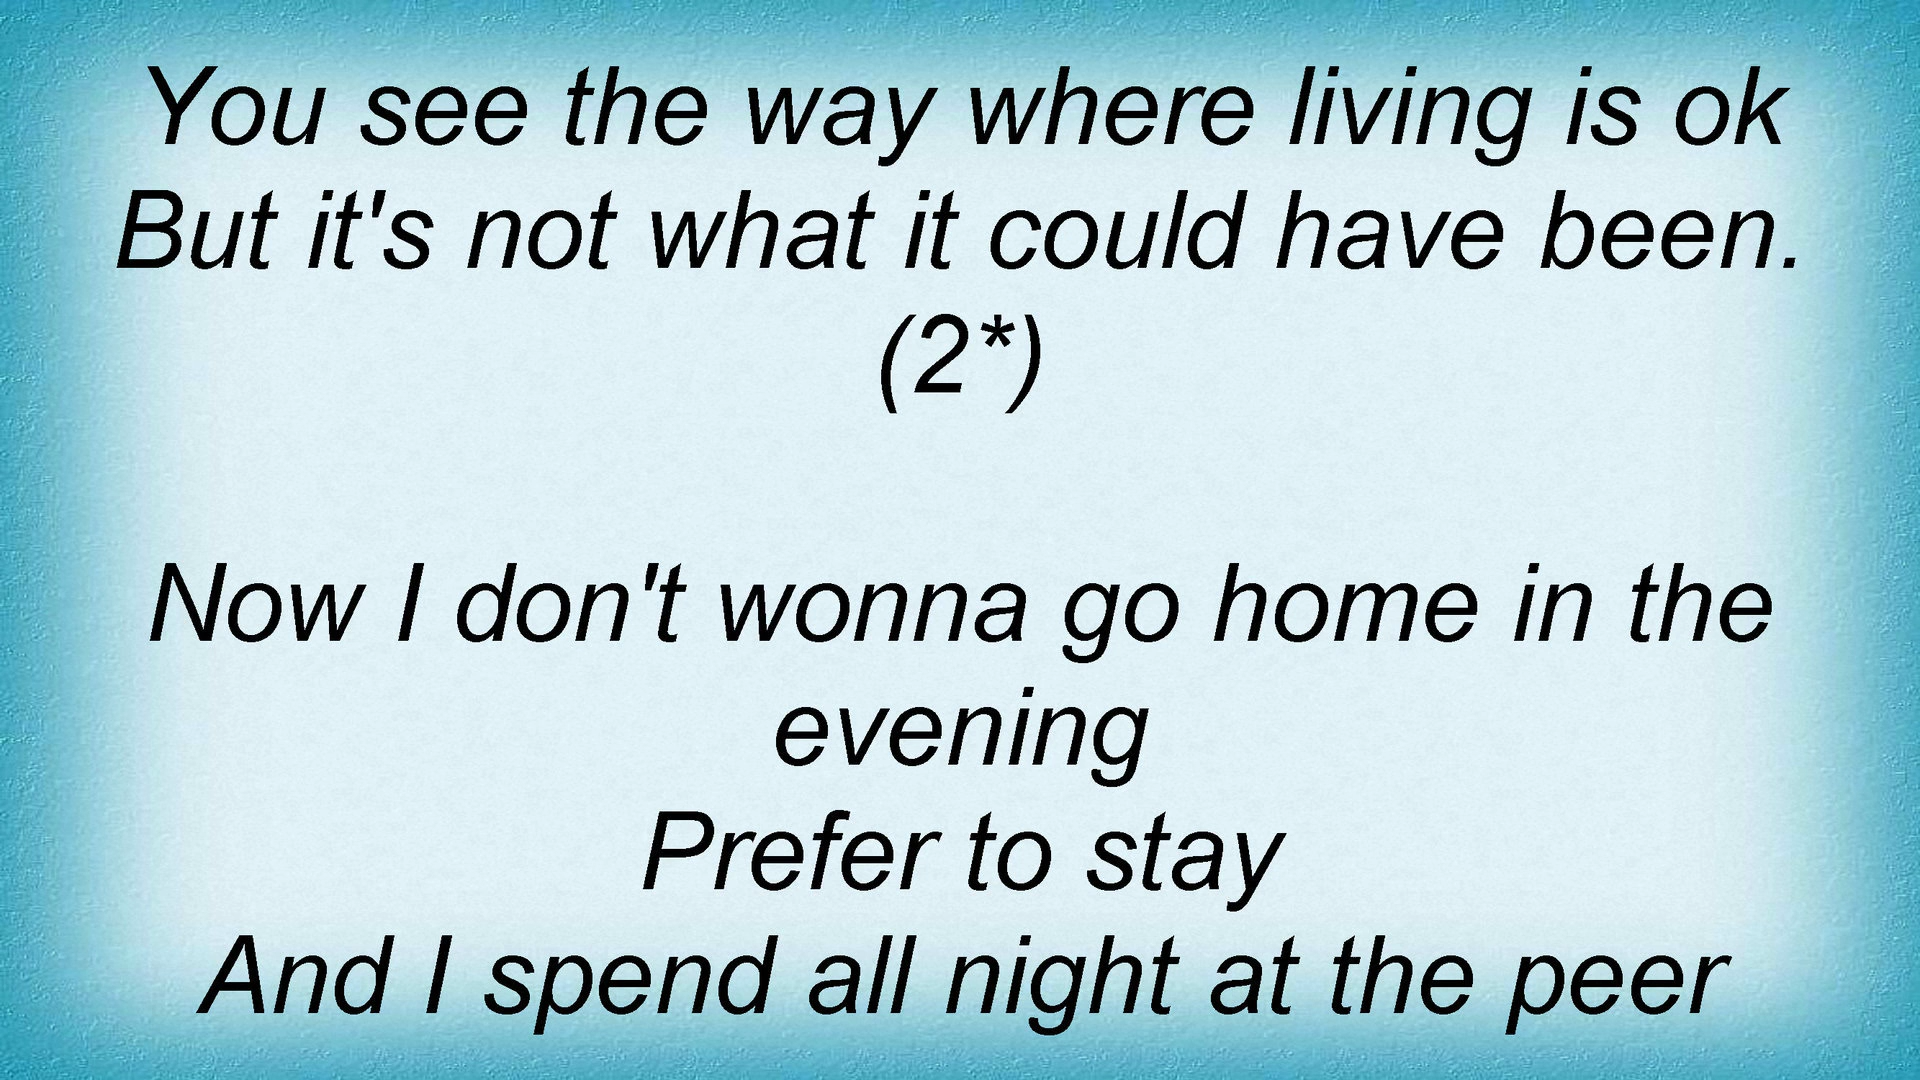 You see the way where living is ok
But it's not what it could have been.
(2*)
Now I don't wonna go home in the
evening
Prefer to stay
And I spend all night at the peer